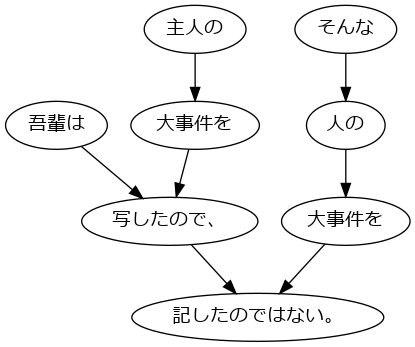 主人の
そんな
吾輩は
大事件を
人の
写したので、
大事件を
記したのではない。